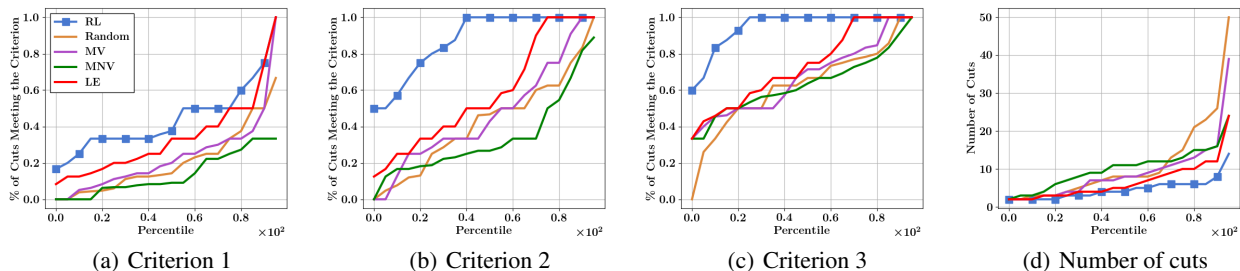 % of Cuts Meeting the Criterion
1.0
0.8
0.6
0.4
0.2
0.0
RL
Random
MV
MNV
LE
0.0 0.2 0.4 0.6 0.8
Percentile ×10²
(a) Criterion 1
% of Cuts Meeting the Criterion
1.0
0.8
0.6
0.4
0.2
0.0
0.0 0.2 0.4 0.6 0.8
Percentile ×10²
(b) Criterion 2
% of Cuts Meeting the Criterion
1.0
0.8
0.6
0.4
0.2
0.0
0.0 0.2 0.4 0.6 0.8
Percentile ×10²
(c) Criterion 3
Number of Cuts
50
40
30
20
10
0
0.0 0.2 0.4 0.6 0.8
Percentile ×10²
(d) Number of cuts